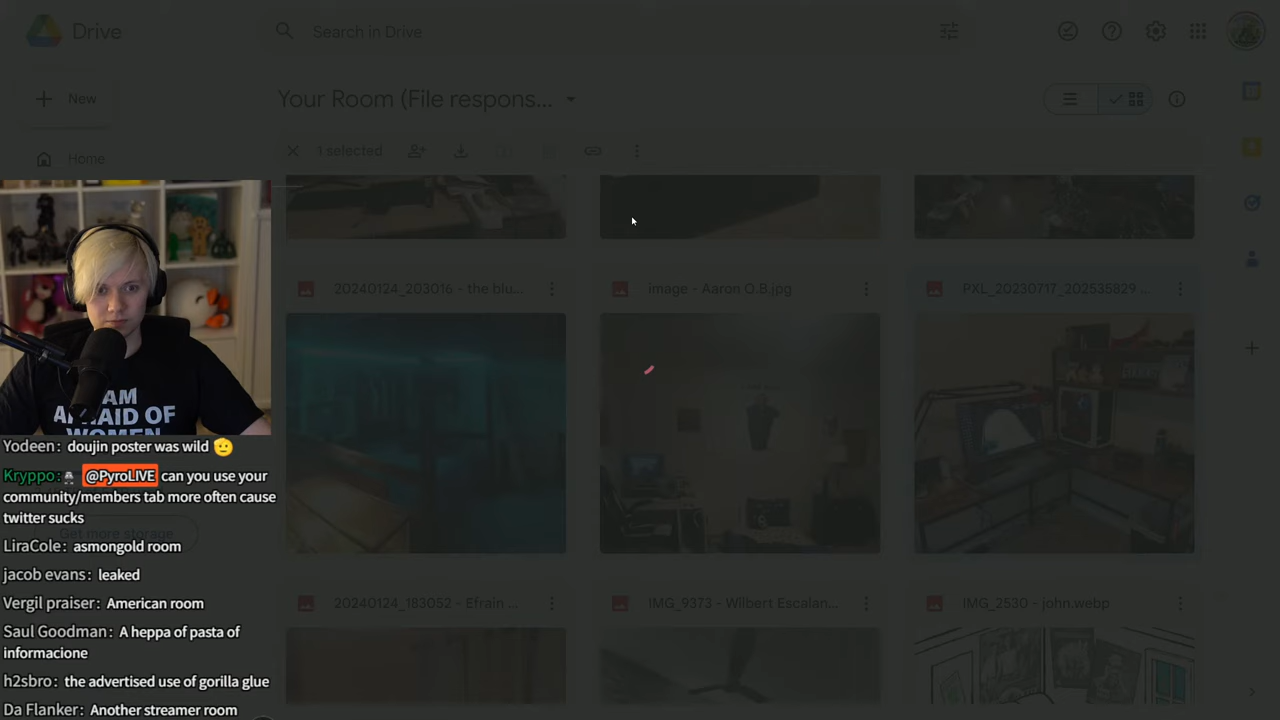 Drive
Search in Drive
New
Your Room (File respons...
Home
1 selected
20240124_203016 - the blu...
image - Aaron O.B.jpg
PXL_20230717_202535829 ...
I AM
AFRAID OF
WOMEN
Yodeen: doujin poster was wild 🫡
Kryppo: @PyroLIVE can you use your
community/members tab more often cause
twitter sucks
Get more storage
LiraCole: asmongold room
jacob evans: leaked
Vergil praiser: American room
Saul Goodman: A heppa of pasta of
informacione
h2sbro: the advertised use of gorilla glue
Da Flanker: Another streamer room
20240124_183052 - Efrain ...
IMG_9373 - Wilbert Escalan...
IMG_2530 - john.webp